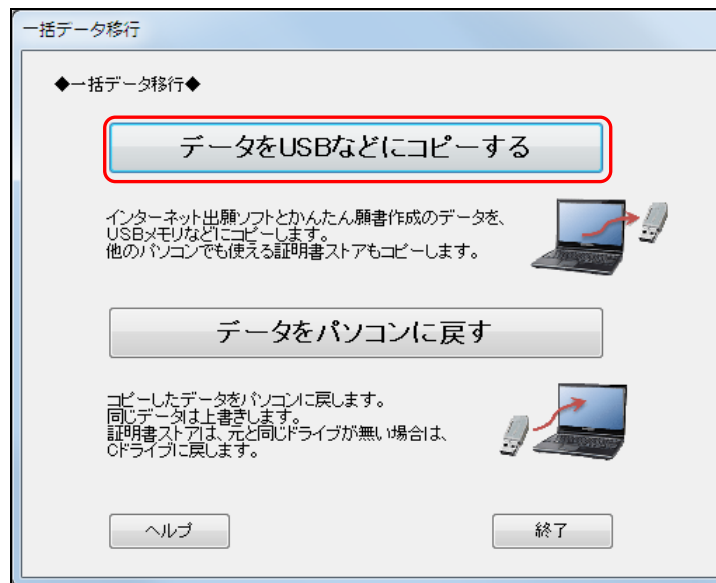 一括データ移行
◆一括データ移行◆
データをUSBなどにコピーする
インターネット出願ソフトとかんたん願書作成のデータを、
USBメモリなどにコピーします。
他のパソコンでも使える証明書ストアもコピーします。
データをパソコンに戻す
コピーしたデータをパソコンに戻します。
同じデータは上書きします。
証明書ストアは、元と同じドライブが無い場合は、
Cドライブに戻します。
ヘルプ
終了